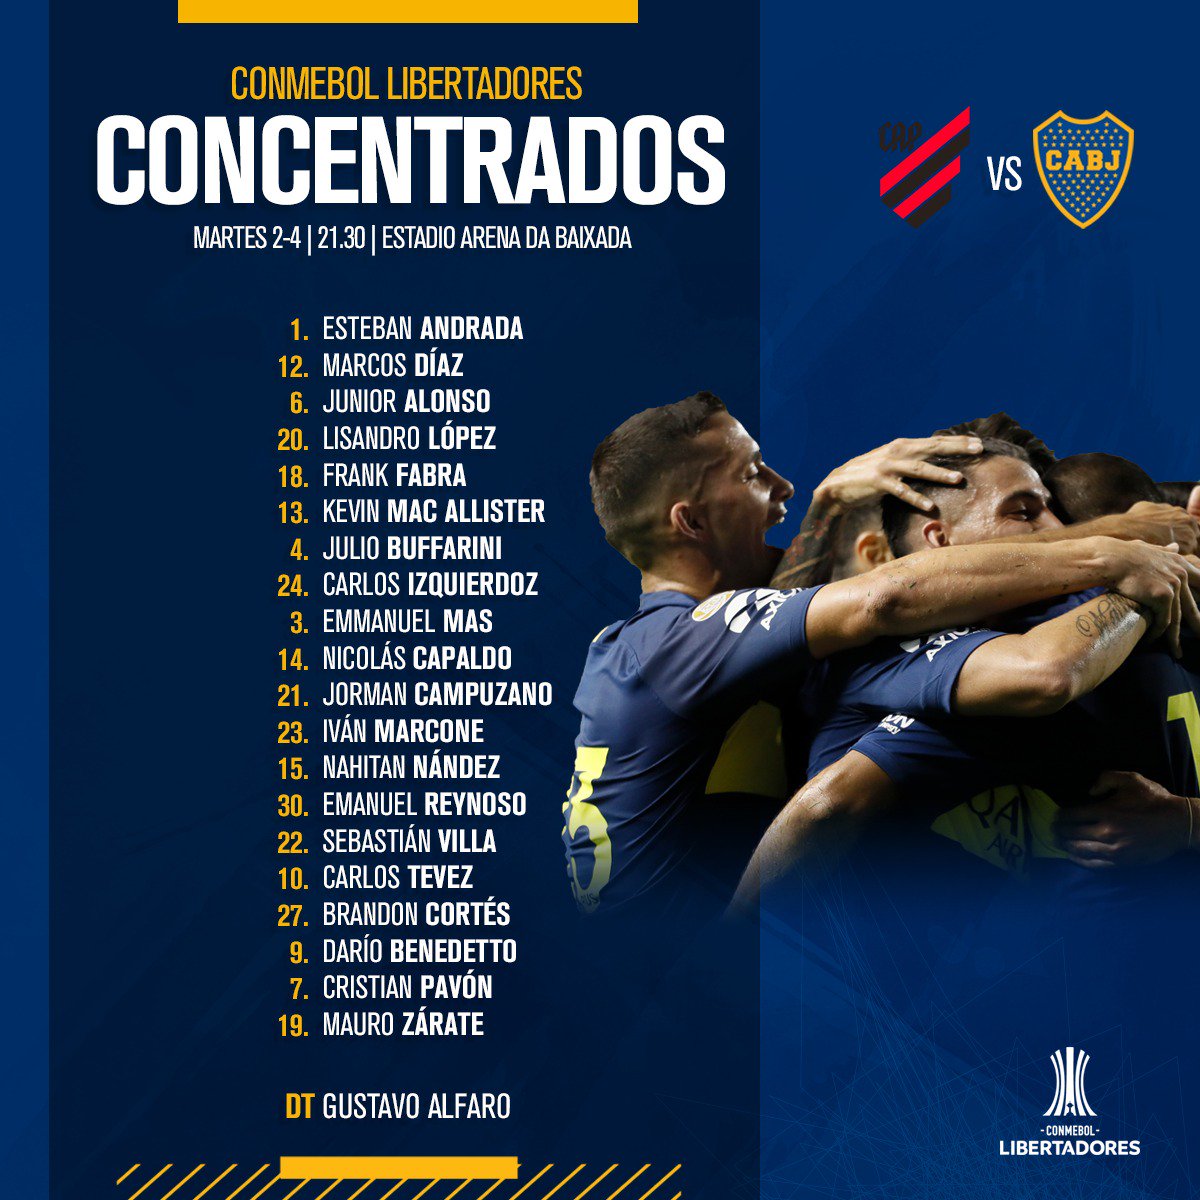 CONMEBOL LIBERTADORES
CONCENTRADOS
MARTES 2-4 | 21.30 | ESTADIO ARENA DA BAIXADA
CAP
VS
CABJ
1. ESTEBAN ANDRADA
12. MARCOS DÍAZ
6. JUNIOR ALONSO
20. LISANDRO LÓPEZ
18. FRANK FABRA
13. KEVIN MAC ALLISTER
4. JULIO BUFFARINI
24. CARLOS IZQUIERDOZ
3. EMMANUEL MAS
14. NICOLÁS CAPALDO
21. JORMAN CAMPUZANO
23. IVÁN MARCONE
15. NAHITAN NÁNDEZ
30. EMANUEL REYNOSO
22. SEBASTIÁN VILLA
10. CARLOS TEVEZ
27. BRANDON CORTÉS
9. DARÍO BENEDETTO
7. CRISTIAN PAVÓN
19. MAURO ZÁRATE
DT GUSTAVO ALFARO
-CONMEBOL-
LIBERTADORES